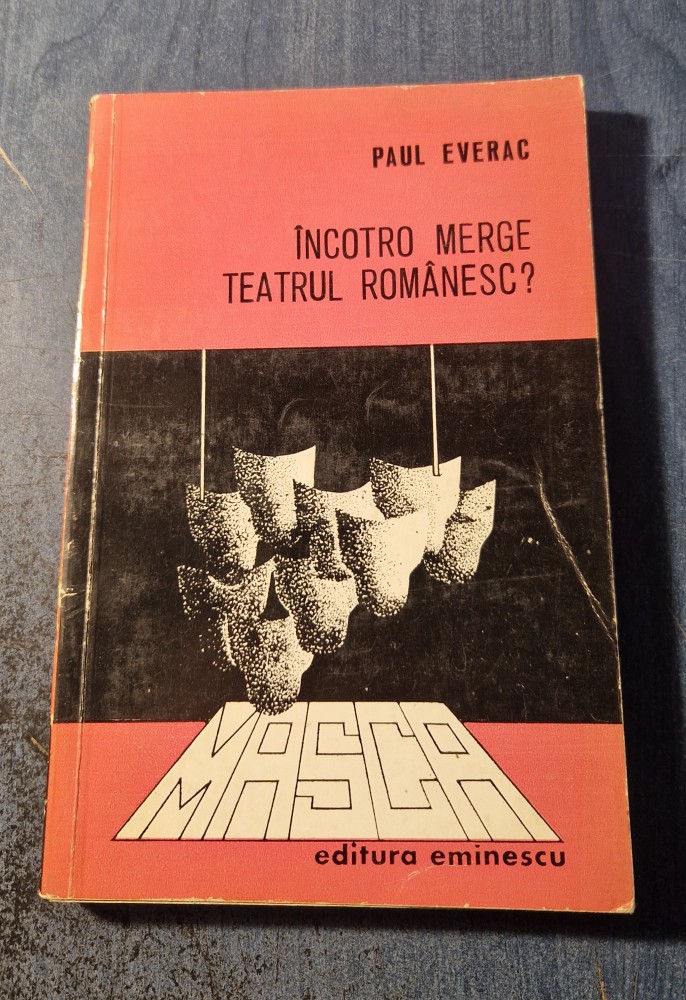 PAUL EVERAC
ÎNCOTRO MERGE
TEATRUL ROMÂNESC?
MASCA
editura eminescu